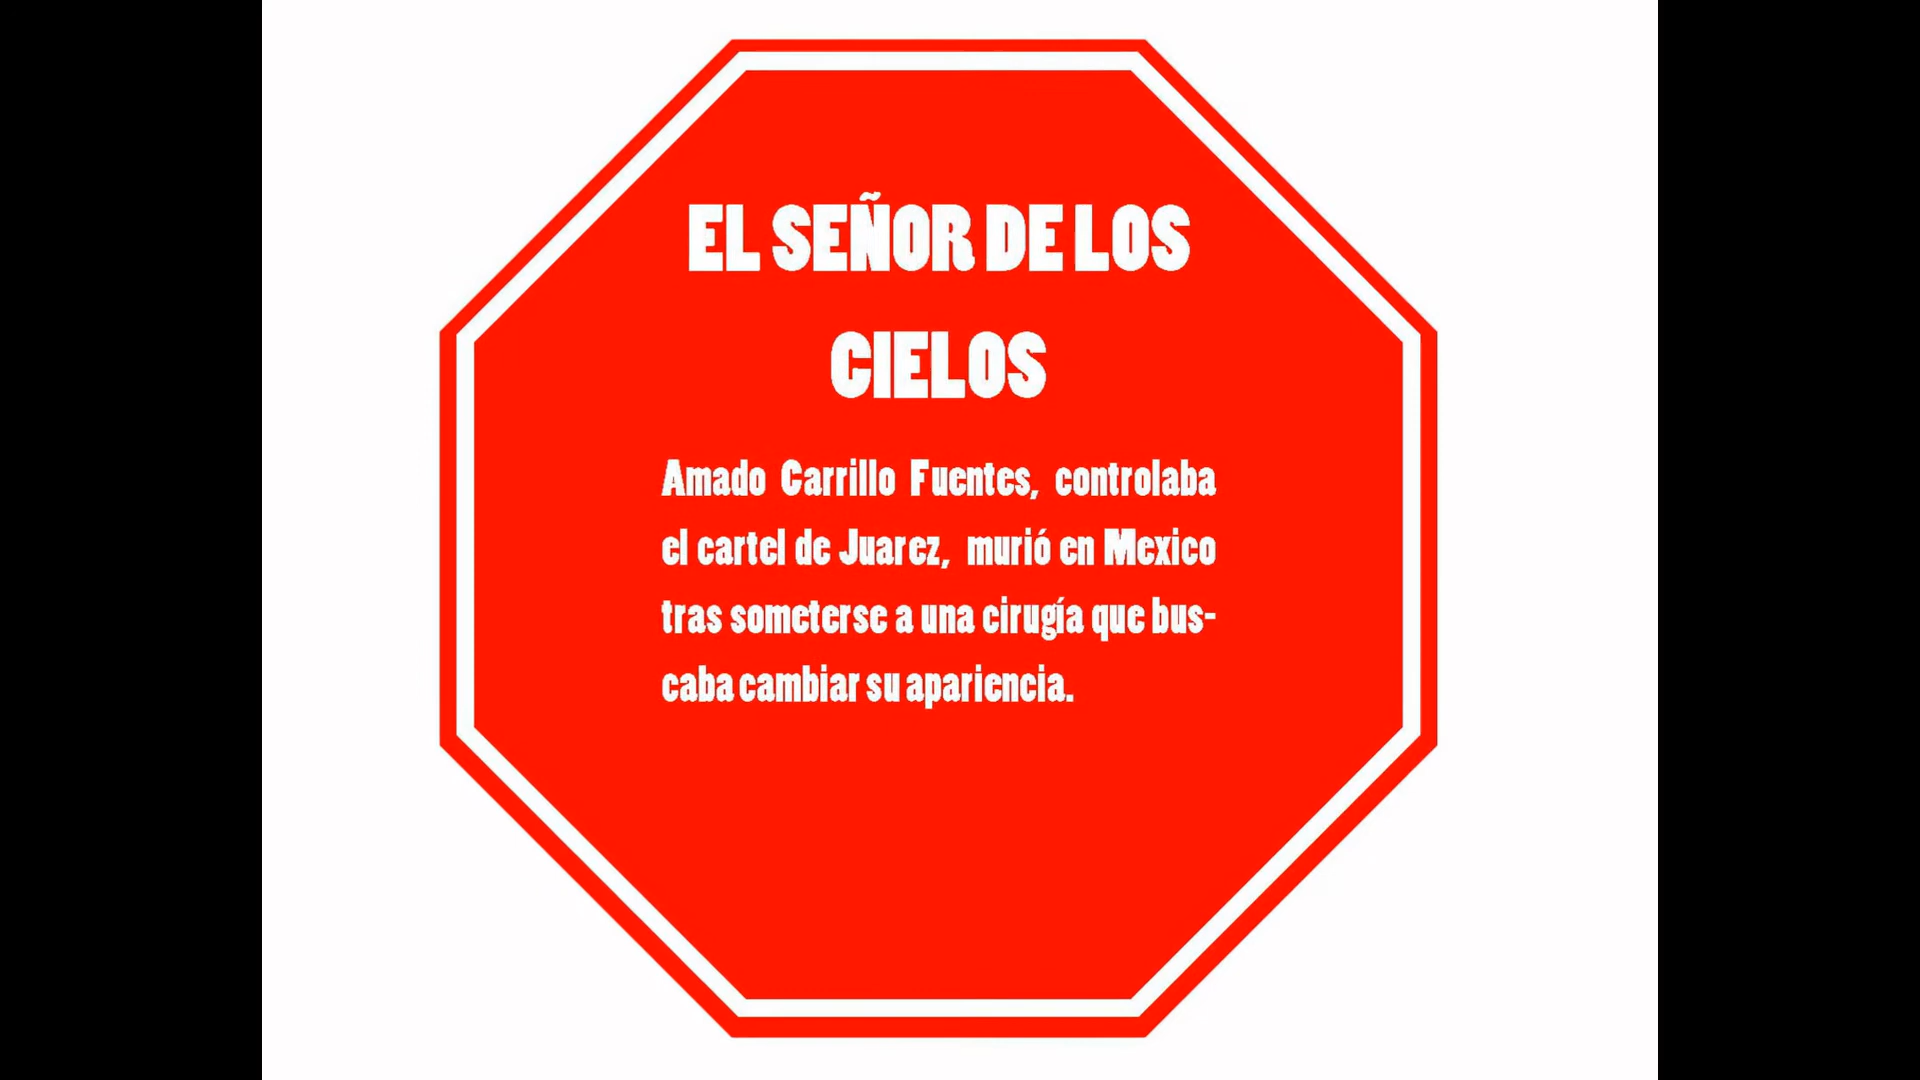 EL SEÑOR DE LOS
CIELOS
Amado Carrillo Fuentes, controlaba
el cartel de Juarez, murió en Mexico
tras someterse a una cirugía que bus-
caba cambiar su apariencia.